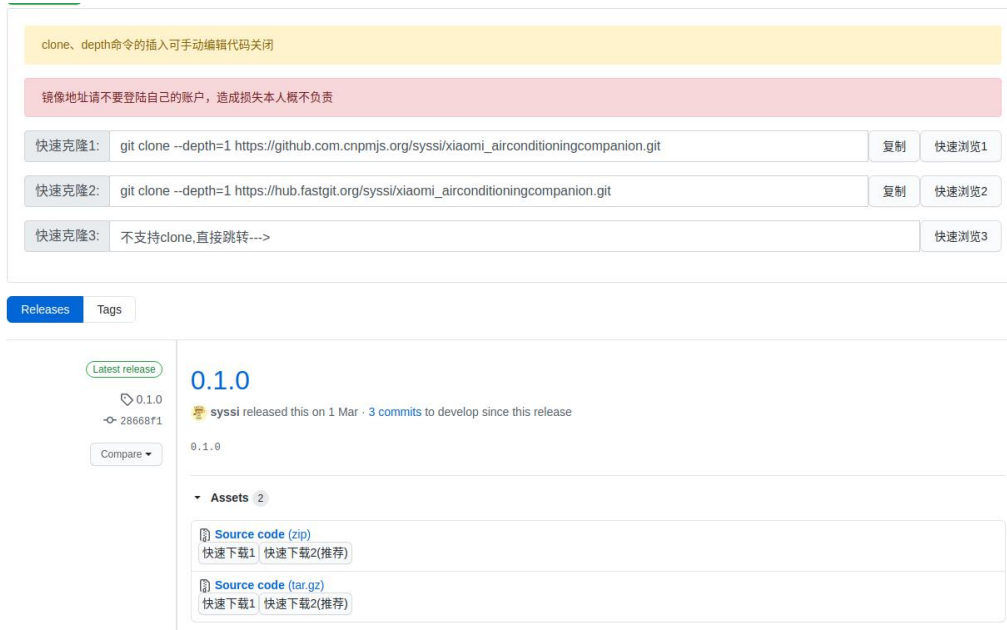 clone、depth命令的插入可手动编辑代码关闭
镜像地址请不要登陆自己的账户，造成损失本人概不负责
快速克隆1: git clone --depth=1 https://github.com.cnpmjs.org/syssi/xiaomi_airconditioningcompanion.git 复制 快速浏览1
快速克隆2: git clone --depth=1 https://hub.fastgit.org/syssi/xiaomi_airconditioningcompanion.git 复制 快速浏览2
快速克隆3: 不支持clone,直接跳转---> 快速浏览3
Releases Tags
Latest release
0.1.0
28668f1
Compare
0.1.0
syssi released this on 1 Mar · 3 commits to develop since this release
0.1.0
Assets 2
Source code (zip)
快速下载1 快速下载2(推荐)
Source code (tar.gz)
快速下载1 快速下载2(推荐)